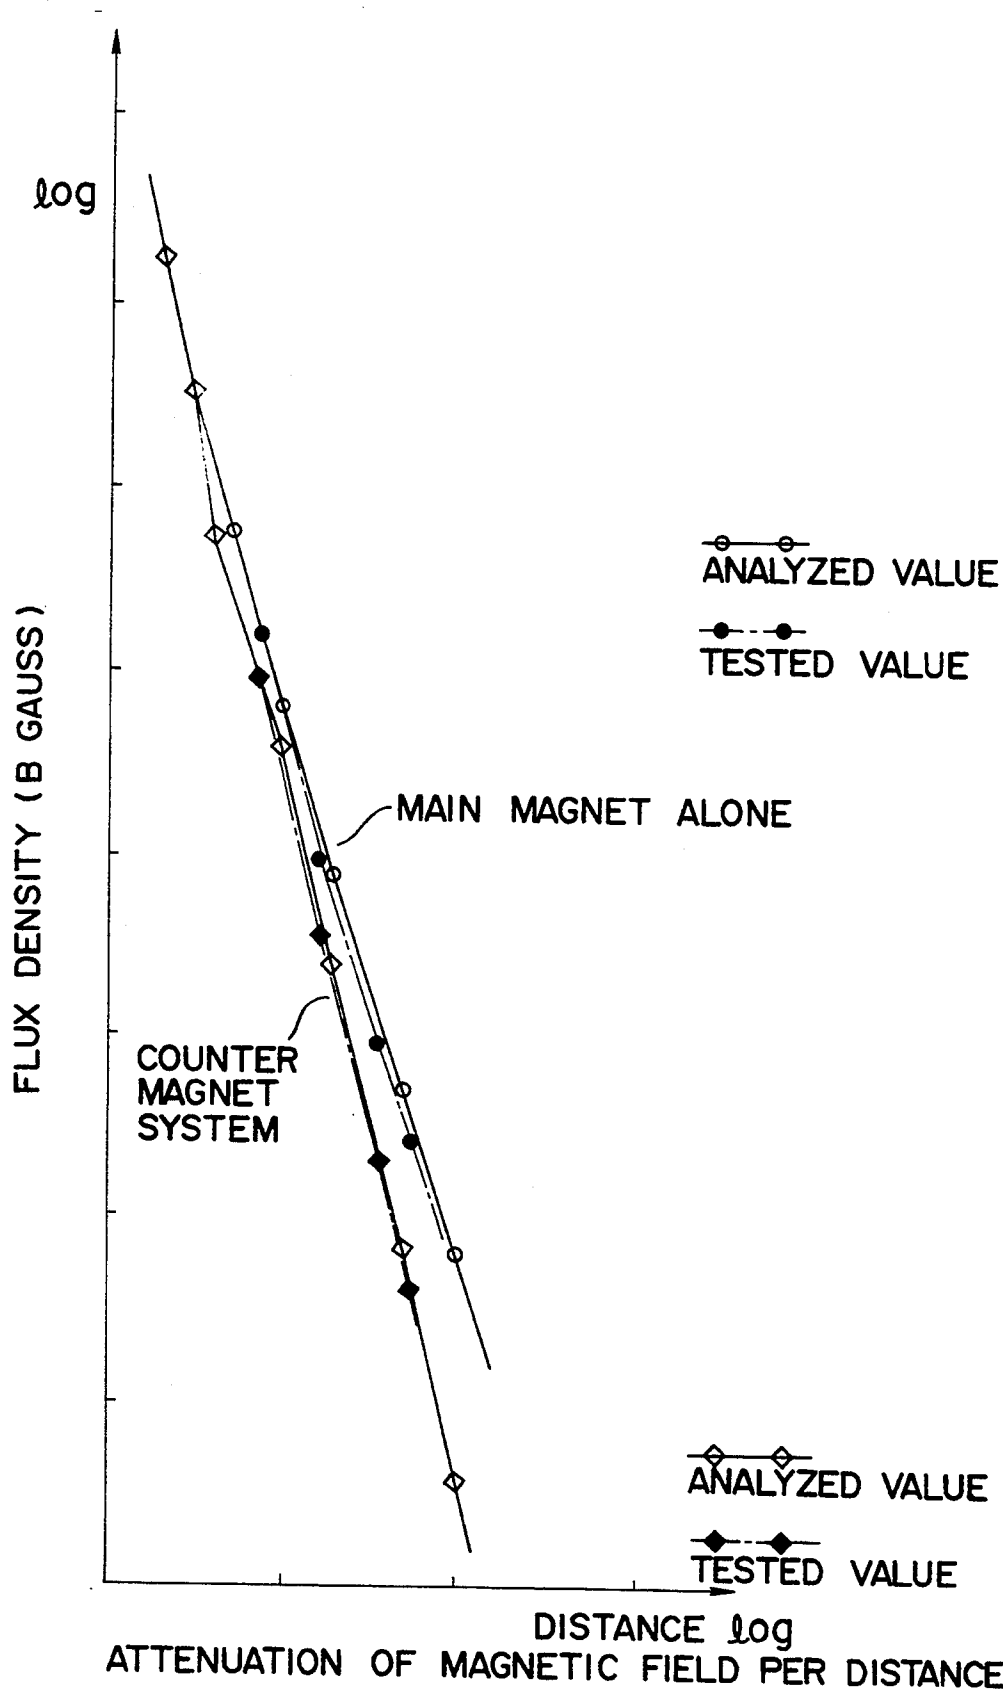 log
FLUX DENSITY (B GAUSS)
ANALYZED VALUE
TESTED VALUE
MAIN MAGNET ALONE
COUNTER
MAGNET
SYSTEM
ANALYZED VALUE
TESTED VALUE
DISTANCE log
ATTENUATION OF MAGNETIC FIELD PER DISTANCE